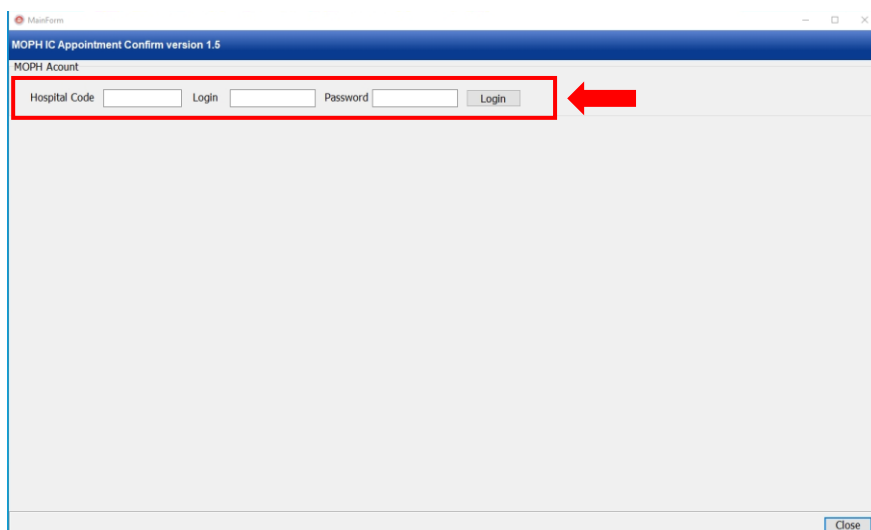 MainForm
MOPH IC Appointment Confirm version 1.5
MOPH Acount
Hospital Code Login Password Login
Close